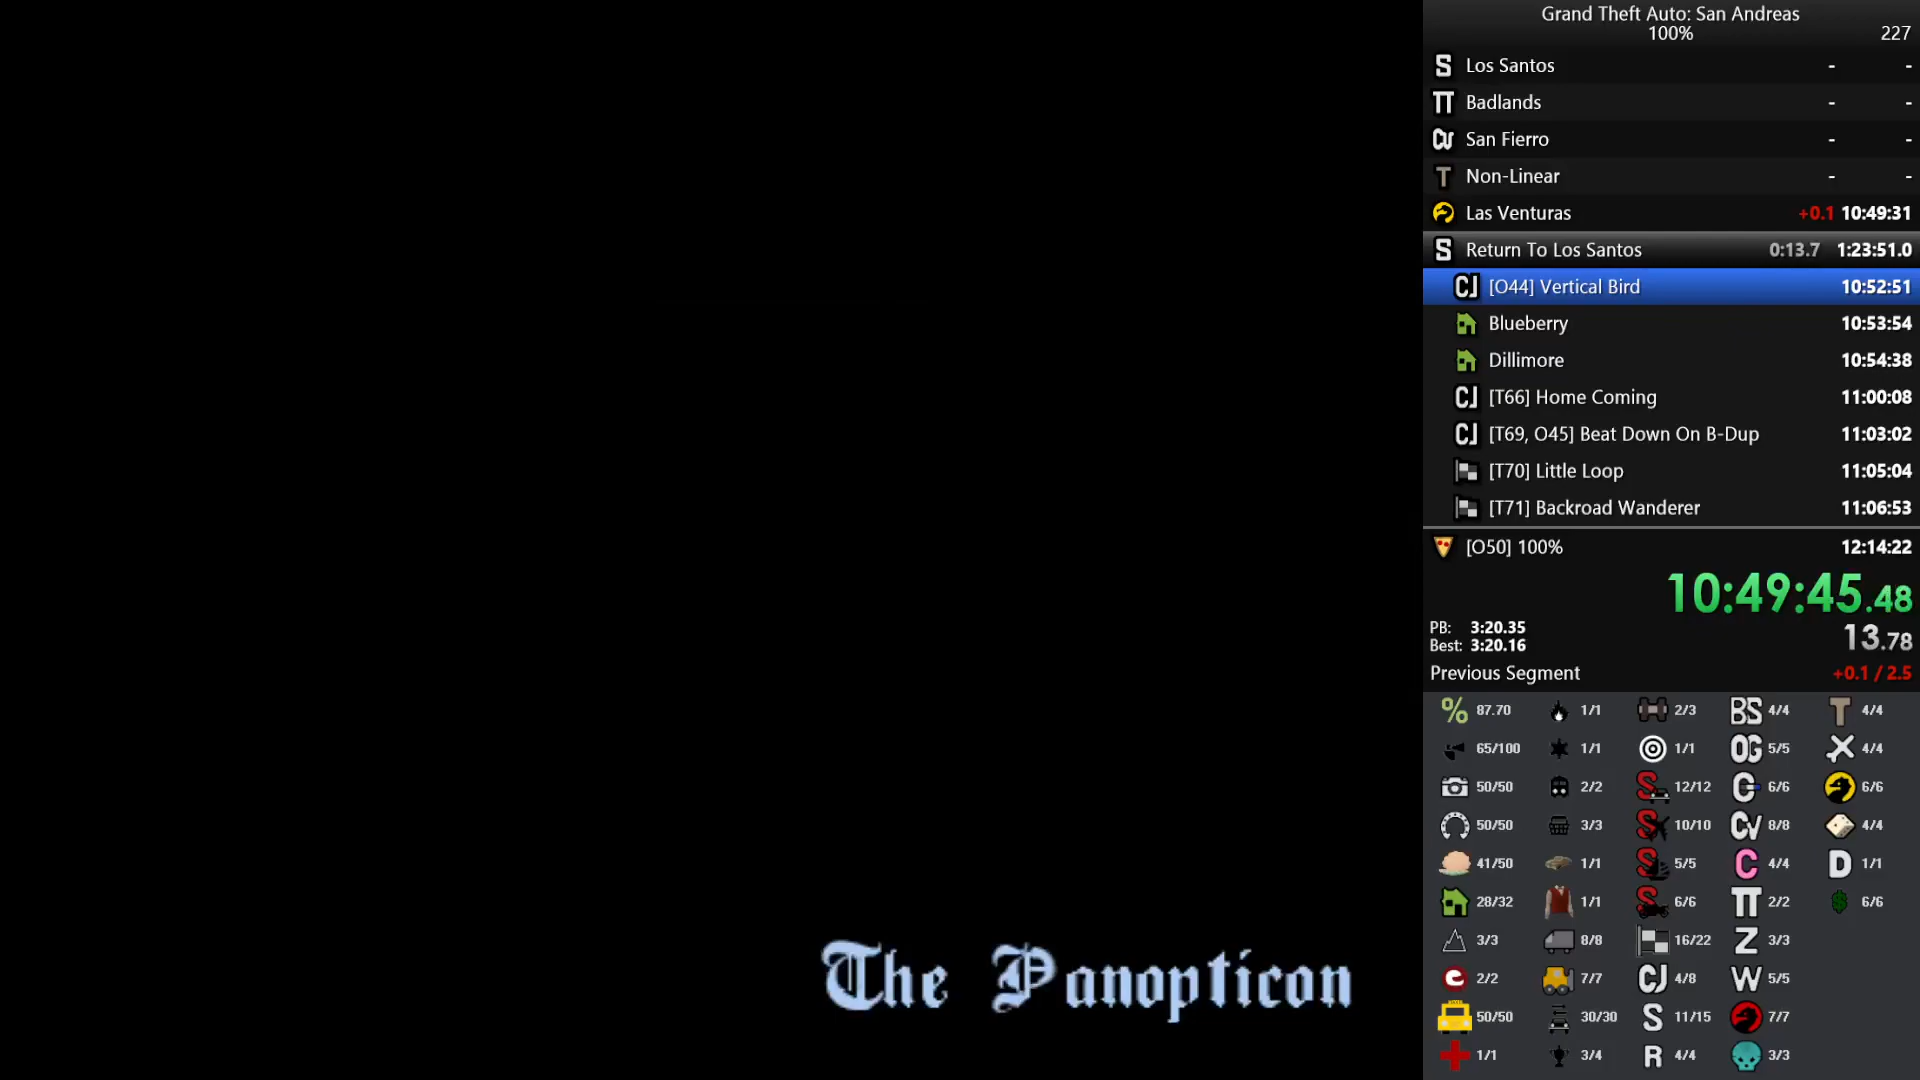 Grand Theft Auto: San Andreas
100% 227
Los Santos - -
Badlands - -
San Fierro - -
Non-Linear - -
Las Venturas +0.1 10:49:31
Return To Los Santos 0:13.7 1:23:51.0
[O44] Vertical Bird 10:52:51
Blueberry 10:53:54
Dillimore 10:54:38
[T66] Home Coming 11:00:08
[T69, O45] Beat Down On B-Dup 11:03:02
[T70] Little Loop 11:05:04
[T71] Backroad Wanderer 11:06:53
[O50] 100% 12:14:22
10:49:45.48
PB: 3:20.35
Best: 3:20.16
13.78
Previous Segment +0.1 / 2.5
% 87.70 1/1 2/3 BS 4/4 T 4/4
65/100 1/1 1/1 OG 5/5 4/4
50/50 2/2 S 12/12 C 6/6 6/6
50/50 3/3 S 10/10 CV 8/8 4/4
41/50 1/1 S 5/5 C 4/4 D 1/1
28/32 1/1 S 6/6 2/2 $ 6/6
3/3 8/8 16/22 Z 3/3
2/2 7/7 CJ 4/8 W 5/5
50/50 30/30 S 11/15 7/7
1/1 3/4 R 4/4 3/3
The Panopticon